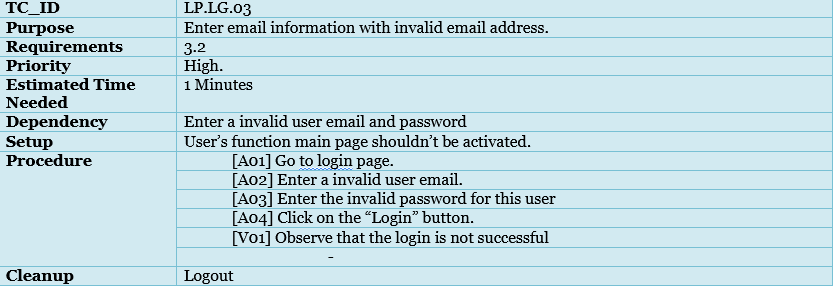 TC_ID LP.LG.03
Purpose Enter email information with invalid email address.
Requirements 3.2
Priority High.
Estimated Time 1 Minutes
Needed
Dependency Enter a invalid user email and password
Setup User's function main page shouldn't be activated.
Procedure [A01] Go to login page.
[A02] Enter a invalid user email.
[A03] Enter the invalid password for this user
[A04] Click on the “Login” button.
[V01] Observe that the login is not successful
-
Cleanup Logout